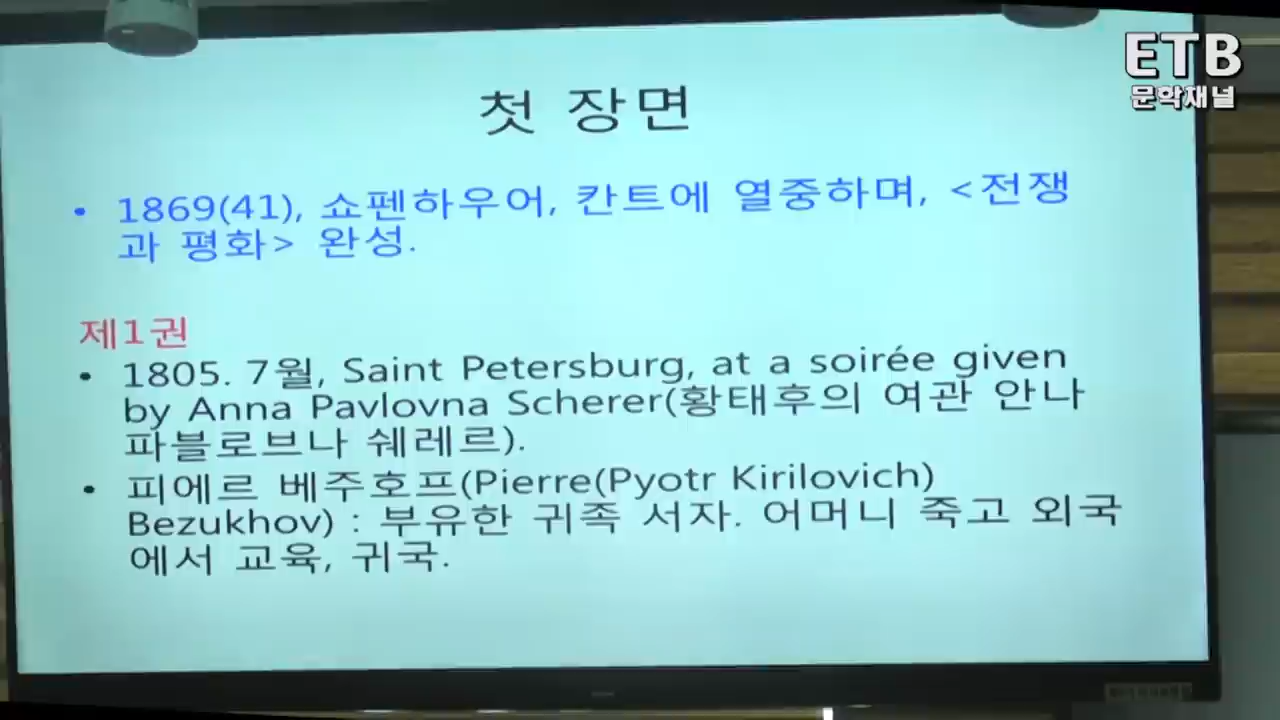 ETB
문학채널
첫 장면
• 1869(41), 쇼펜하우어, 칸트에 열중하며, <전쟁
과 평화> 완성.
제1권
• 1805. 7월, Saint Petersburg, at a soirée given
by Anna Pavlovna Scherer(황태후의 여관 안나
파블로브나 쉐레르).
• 피에르 베주호프(Pierre(Pyotr Kirilovich)
Bezukhov) : 부유한 귀족 서자. 어머니 죽고 외국
에서 교육, 귀국.